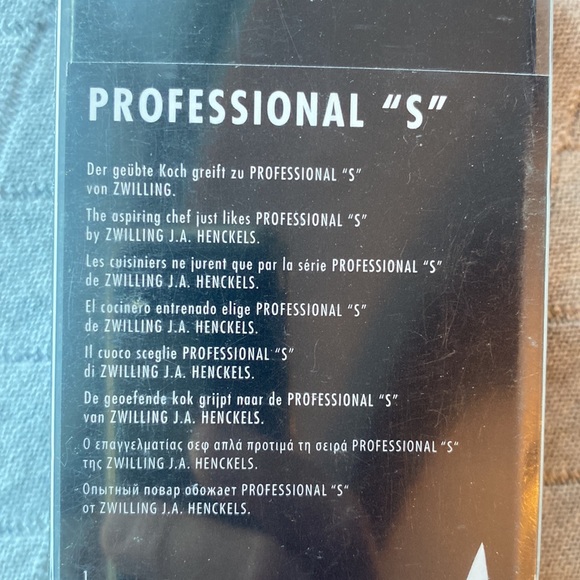 PROFESSIONAL “S”
Der geübte Koch greift zu PROFESSIONAL “S”
von ZWILLING.
The aspiring chef just likes PROFESSIONAL “S”
by ZWILLING J.A. HENCKELS.
Les cuisiniers ne jurent que par la série PROFESSIONAL “S”
de ZWILLING J.A. HENCKELS.
El cocinero entrenado elige PROFESSIONAL “S”
de ZWILLING J.A. HENCKELS.
Il cuoco sceglie PROFESSIONAL “S”
di ZWILLING J.A. HENCKELS.
De geoefende kok grijpt naar de PROFESSIONAL “S”
van ZWILLING J.A. HENCKELS.
Ο επαγγελματίας σεφ απλά προτιμά τη σειρά PROFESSIONAL “S“
της ZWILLING J.A. HENCKELS.
Опытный повар обожает PROFESSIONAL “S“
от ZWILLING J.A. HENCKELS.